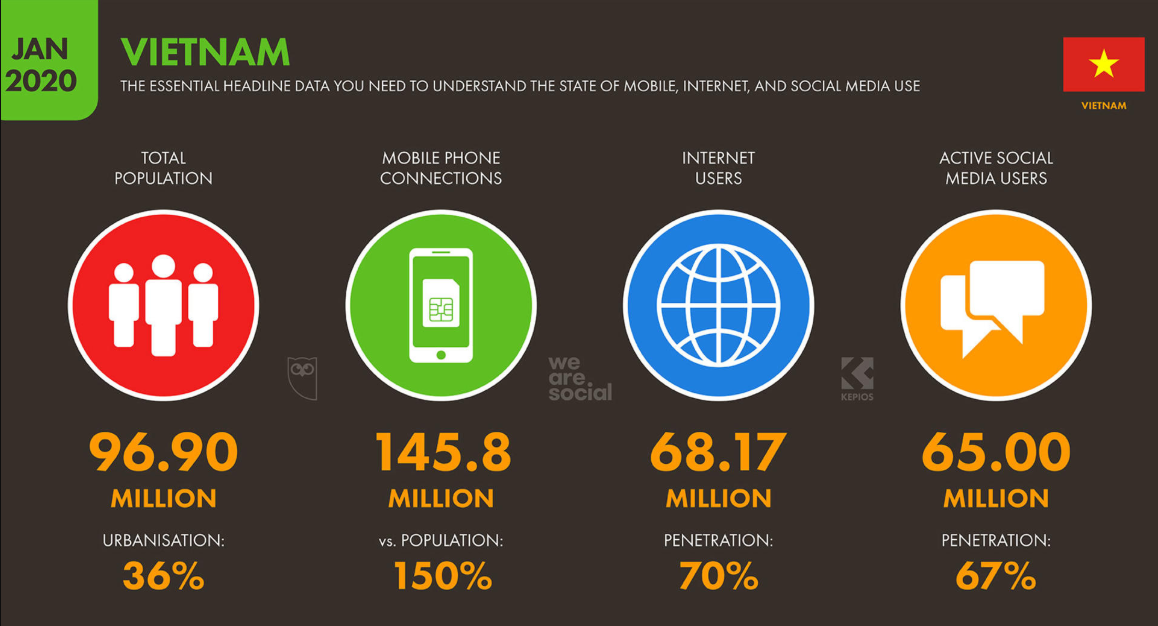 JAN
2020
VIETNAM
THE ESSENTIAL HEADLINE DATA YOU NEED TO UNDERSTAND THE STATE OF MOBILE, INTERNET, AND SOCIAL MEDIA USE
VIETNAM
TOTAL
POPULATION
MOBILE PHONE
CONNECTIONS
INTERNET
USERS
ACTIVE SOCIAL
MEDIA USERS
we
are
social
KEPIOS
96.90
MILLION
URBANISATION:
36%
145.8
MILLION
vs. POPULATION:
150%
68.17
MILLION
PENETRATION:
70%
65.00
MILLION
PENETRATION:
67%